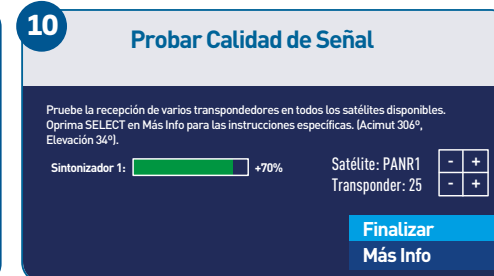 10
Probar Calidad de Señal
Pruebe la recepción de varios transpondedores en todos los satélites disponibles.
Oprima SELECT en Más Info para las instrucciones específicas. (Acimut 306º,
Elevación 34º).
Sintonizador 1: +70%
Satélite: PANR1 - +
Transponder: 25 - +
Finalizar
Más Info